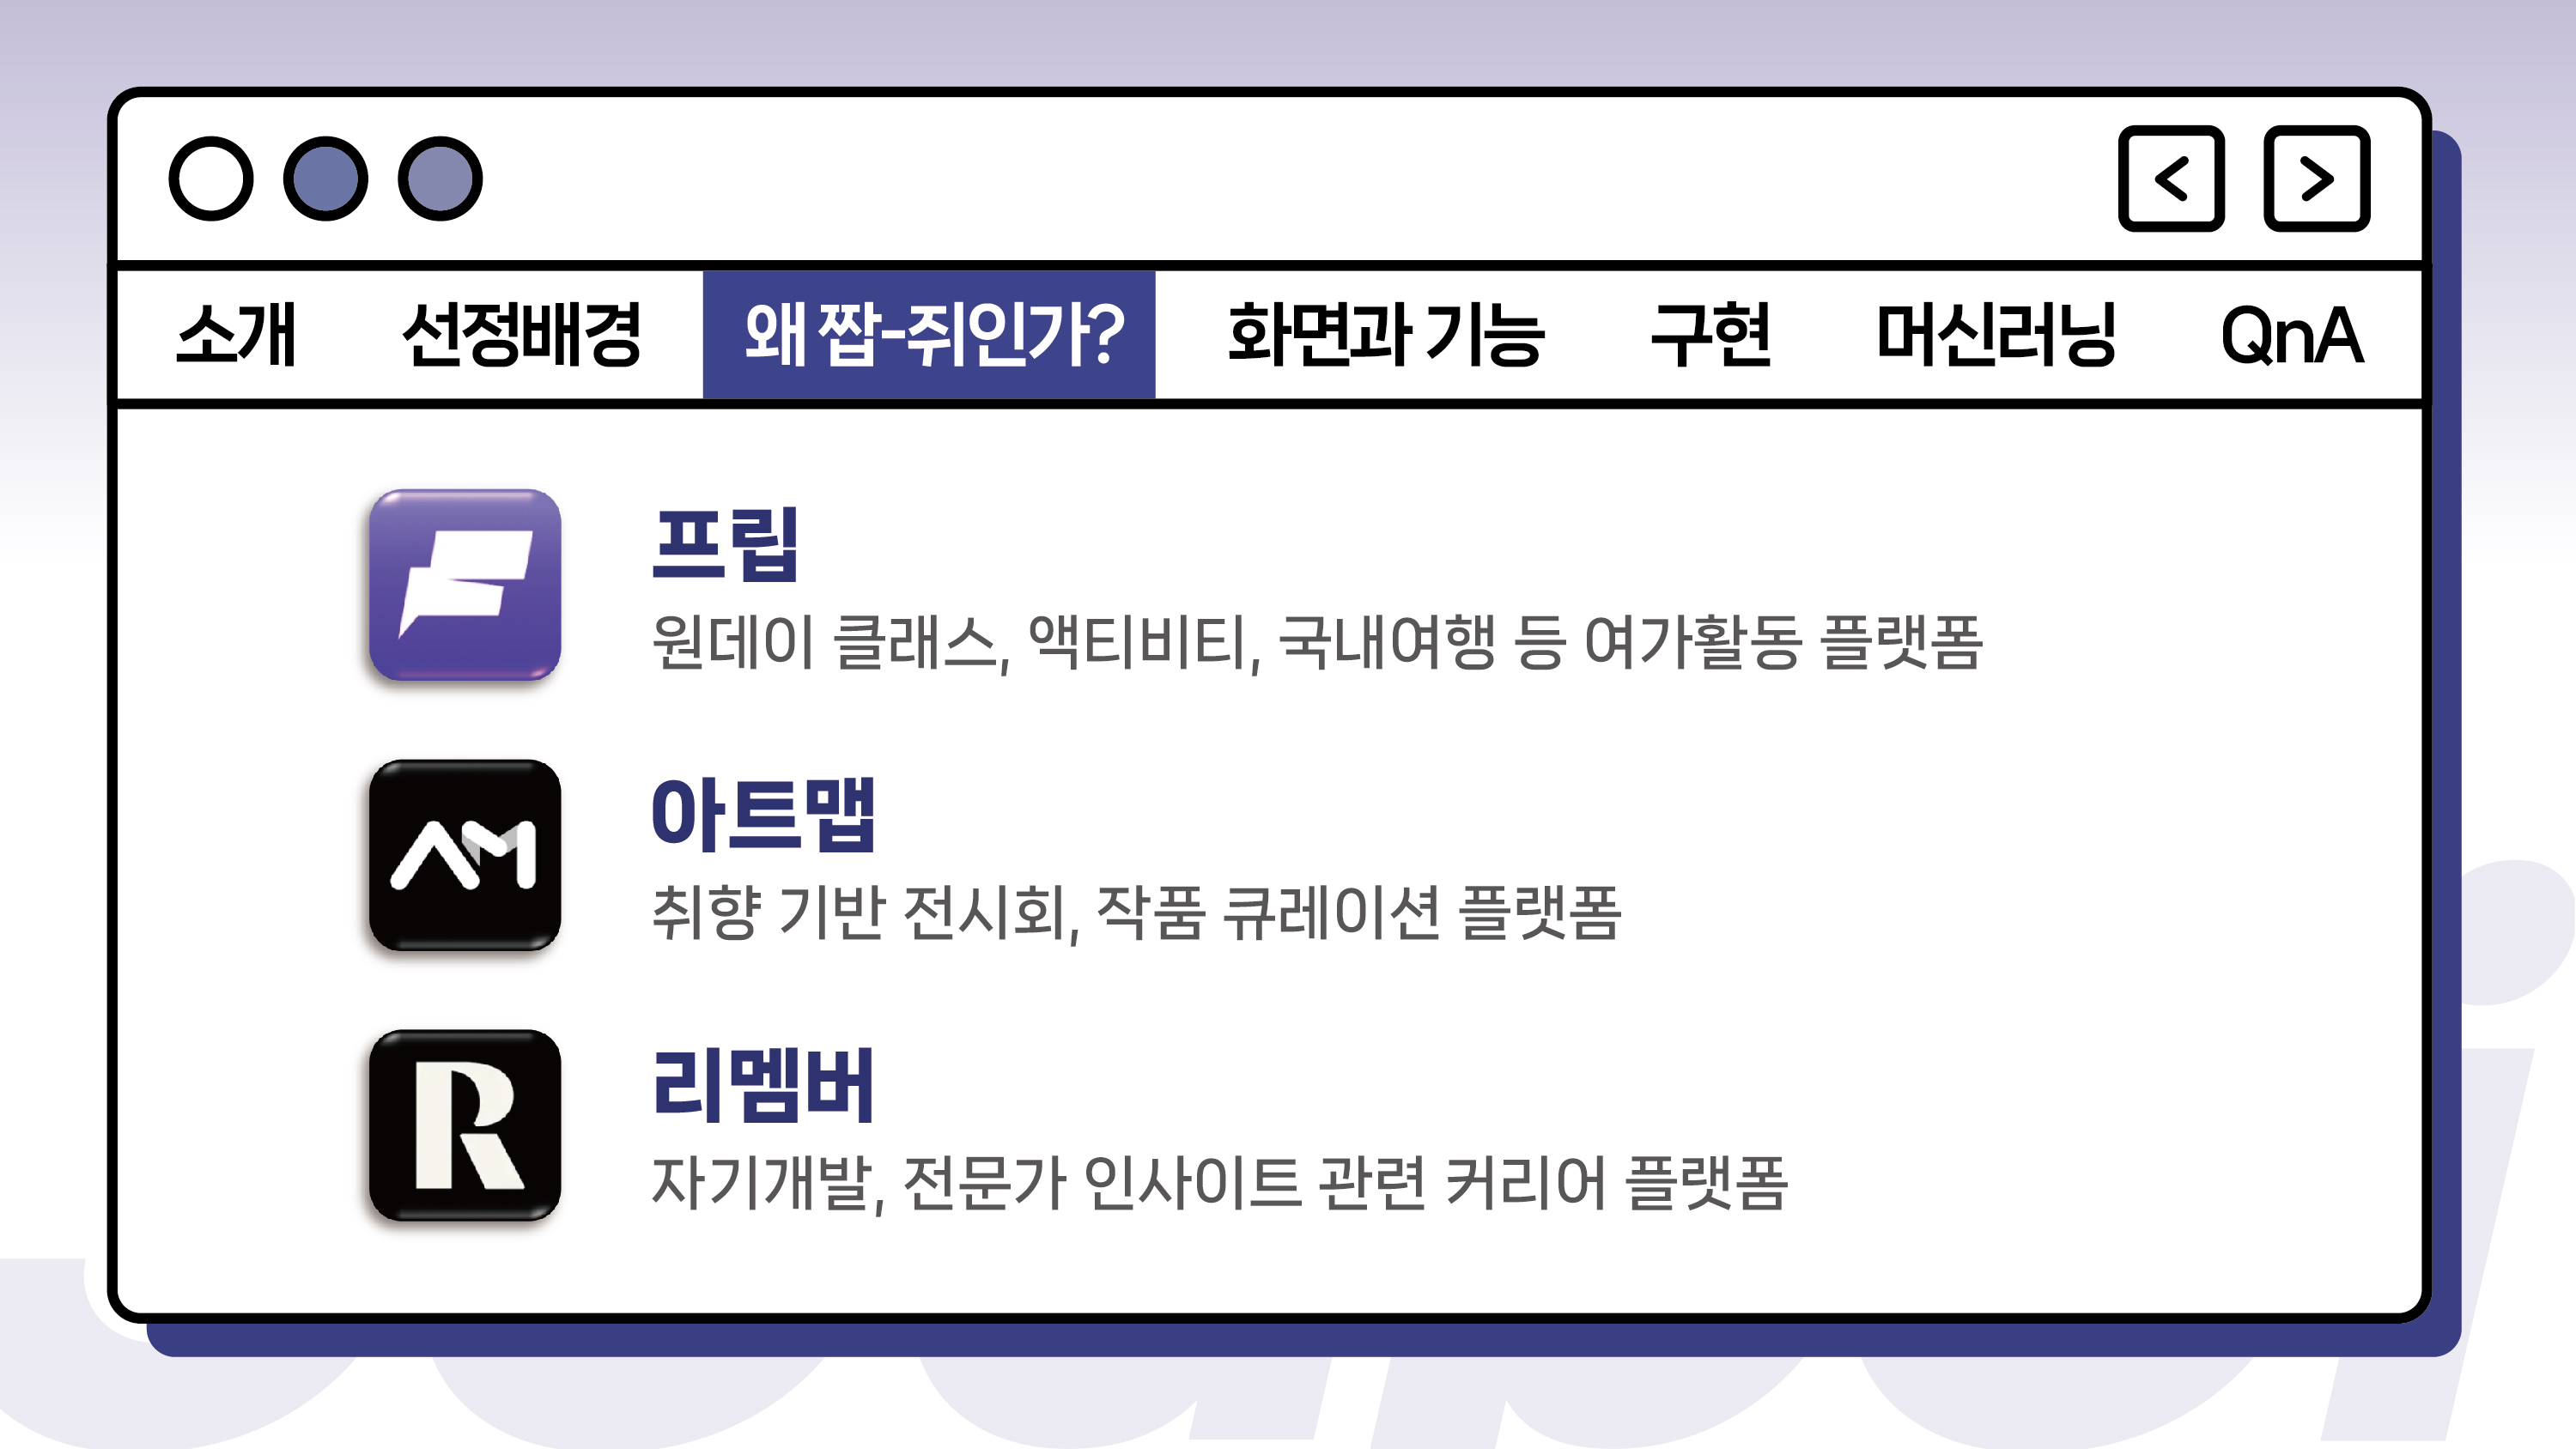 소개 선정배경 왜 짭-쥐인가? 화면과 기능 구현 머신러닝 QnA
프립
원데이 클래스, 액티비티, 국내여행 등 여가활동 플랫폼
AM
아트맵
취향 기반 전시회, 작품 큐레이션 플랫폼
R
리멤버
자기개발, 전문가 인사이트 관련 커리어 플랫폼